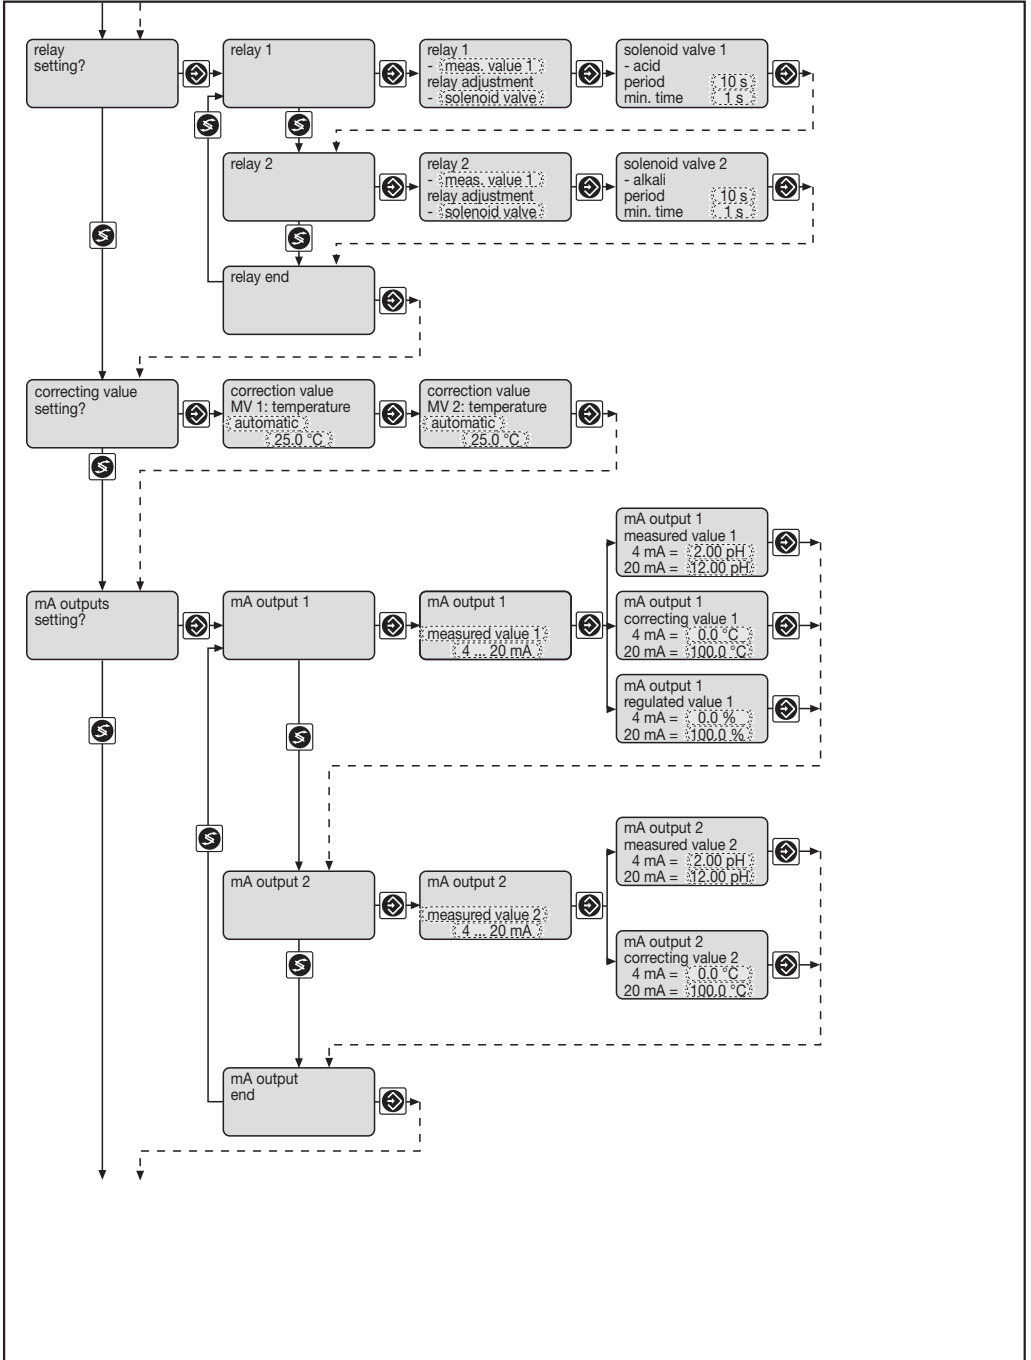 relay
setting?
relay 1
relay 1
- meas. value 1
relay adjustment
- solenoid valve
solenoid valve 1
- acid
period 10 s
min. time 1 s
relay 2
relay 2
- meas. value 1
relay adjustment
- solenoid valve
solenoid valve 2
- alkali
period 10 s
min. time 1 s
relay end
correcting value
setting?
correction value
MV 1: temperature
automatic
25.0 °C
correction value
MV 2: temperature
automatic
25.0 °C
mA output 1
measured value 1
4 mA = 2.00 pH
20 mA = 12.00 pH
mA outputs
setting?
mA output 1
mA output 1
measured value 1
4 ... 20 mA
mA output 1
correcting value 1
4 mA = 0.0 °C
20 mA = 100.0 °C
mA output 1
regulated value 1
4 mA = 0.0 %
20 mA = 100.0 %
mA output 2
measured value 2
4 mA = 2.00 pH
20 mA = 12.00 pH
mA output 2
mA output 2
measured value 2
4 ... 20 mA
mA output 2
correcting value 2
4 mA = 0.0 °C
20 mA = 100.0 °C
mA output
end